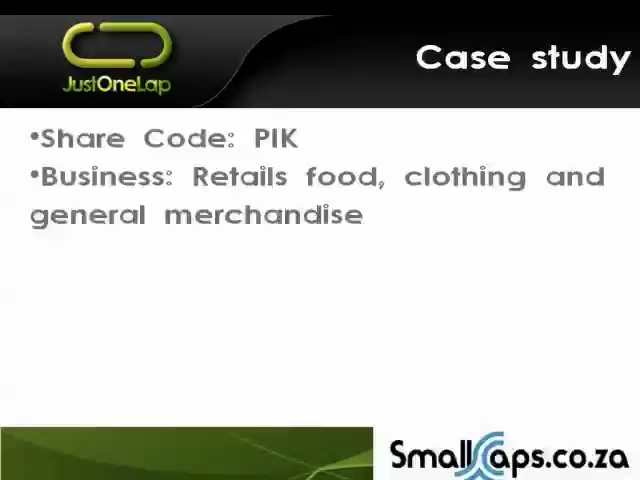 Case study
JustOneLap
•Share Code: PIK
•Business: Retails food, clothing and
general merchandise
SmallCaps.co.za